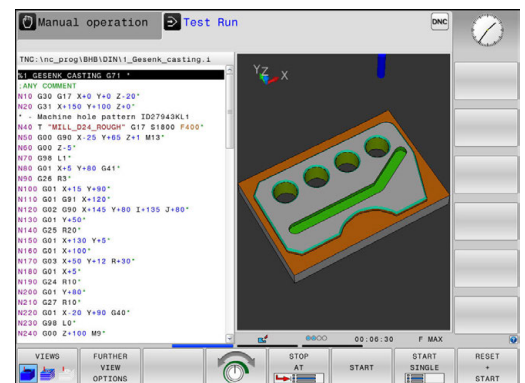 Manual operation
Test Run
DNC
TNC:\nc_prog\BHB\DIN\1_Gesenk_casting.i
%1_GESENK_CASTING G71 *
;ANY COMMENT
N10 G30 G17 X+0 Y+0 Z-20*
N20 G31 X+150 Y+100 Z+0*
* - Machine hole pattern ID27943KL1
N40 T "MILL_D24_ROUGH" G17 S1800 F400*
N50 G00 G90 X-25 Y+85 Z+1 M13*
N60 G00 Z-5*
N70 G98 L1*
N80 G01 X+5 Y+80 G41*
N90 G26 R3*
N100 G01 X+15 Y+90*
N110 G01 G91 X+120*
N120 G02 G90 X+145 Y+80 I+135 J+80*
N130 G01 Y+50*
N140 G25 R20*
N150 G01 X+130 Y+5*
N160 G01 X+100*
N170 G03 X+50 Y+12 R+30*
N180 G01 X+5*
N190 G24 R10*
N200 G01 Y+80*
N210 G27 R10*
N220 G01 X-20 Y+90 G40*
N230 G98 L0*
N240 G00 Z+100 M9*
Y
Z
X
00:06:30
F MAX
VIEWS
FURTHER
VIEW
OPTIONS
STOP
AT
START
START
SINGLE
RESET
+
START